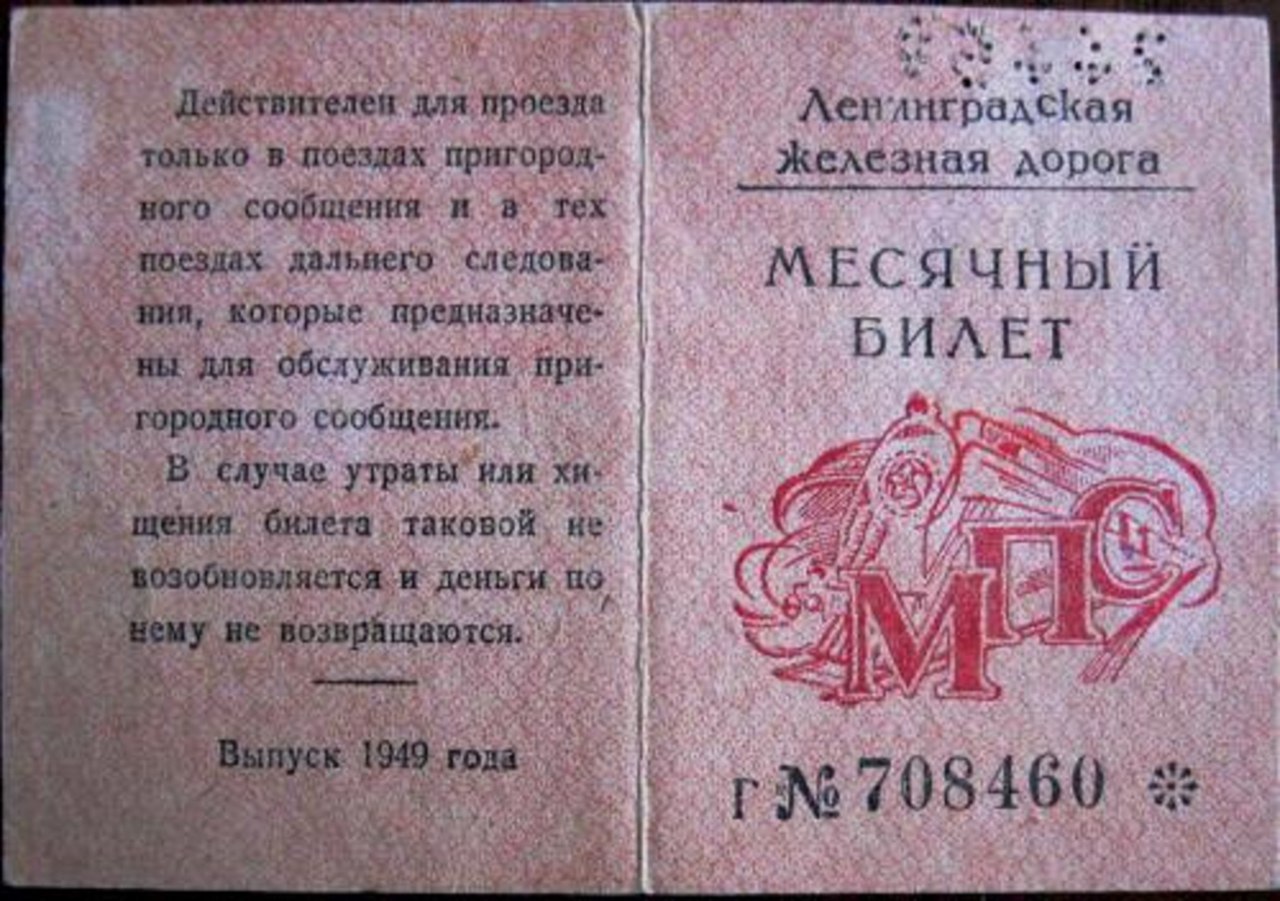 Действителен для проезда
только в поездах пригород-
ного сообщения и в тех
поездах дальнего следова-
ния, которые предназначе-
ны для обслуживания при-
городного сообщения.
В случае утраты или хи-
щения билета таковой не
возобновляется и деньги по
нему не возвращаются.
Выпуск 1949 года
Ленинградская
железная дорога
МЕСЯЧНЫЙ
БИЛЕТ
МПС
Г № 708460